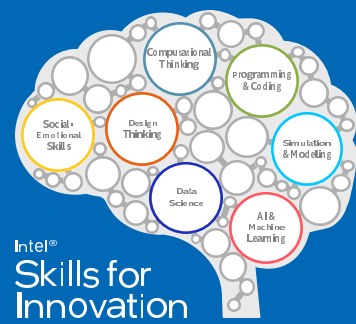 Computational
Thinking
Programming
& Coding
Social-
Emotional
Skills
Design
Thinking
Simulation
& Modelling
Data
Science
AI &
Machine
Learning
Intel®
Skills for
Innovation